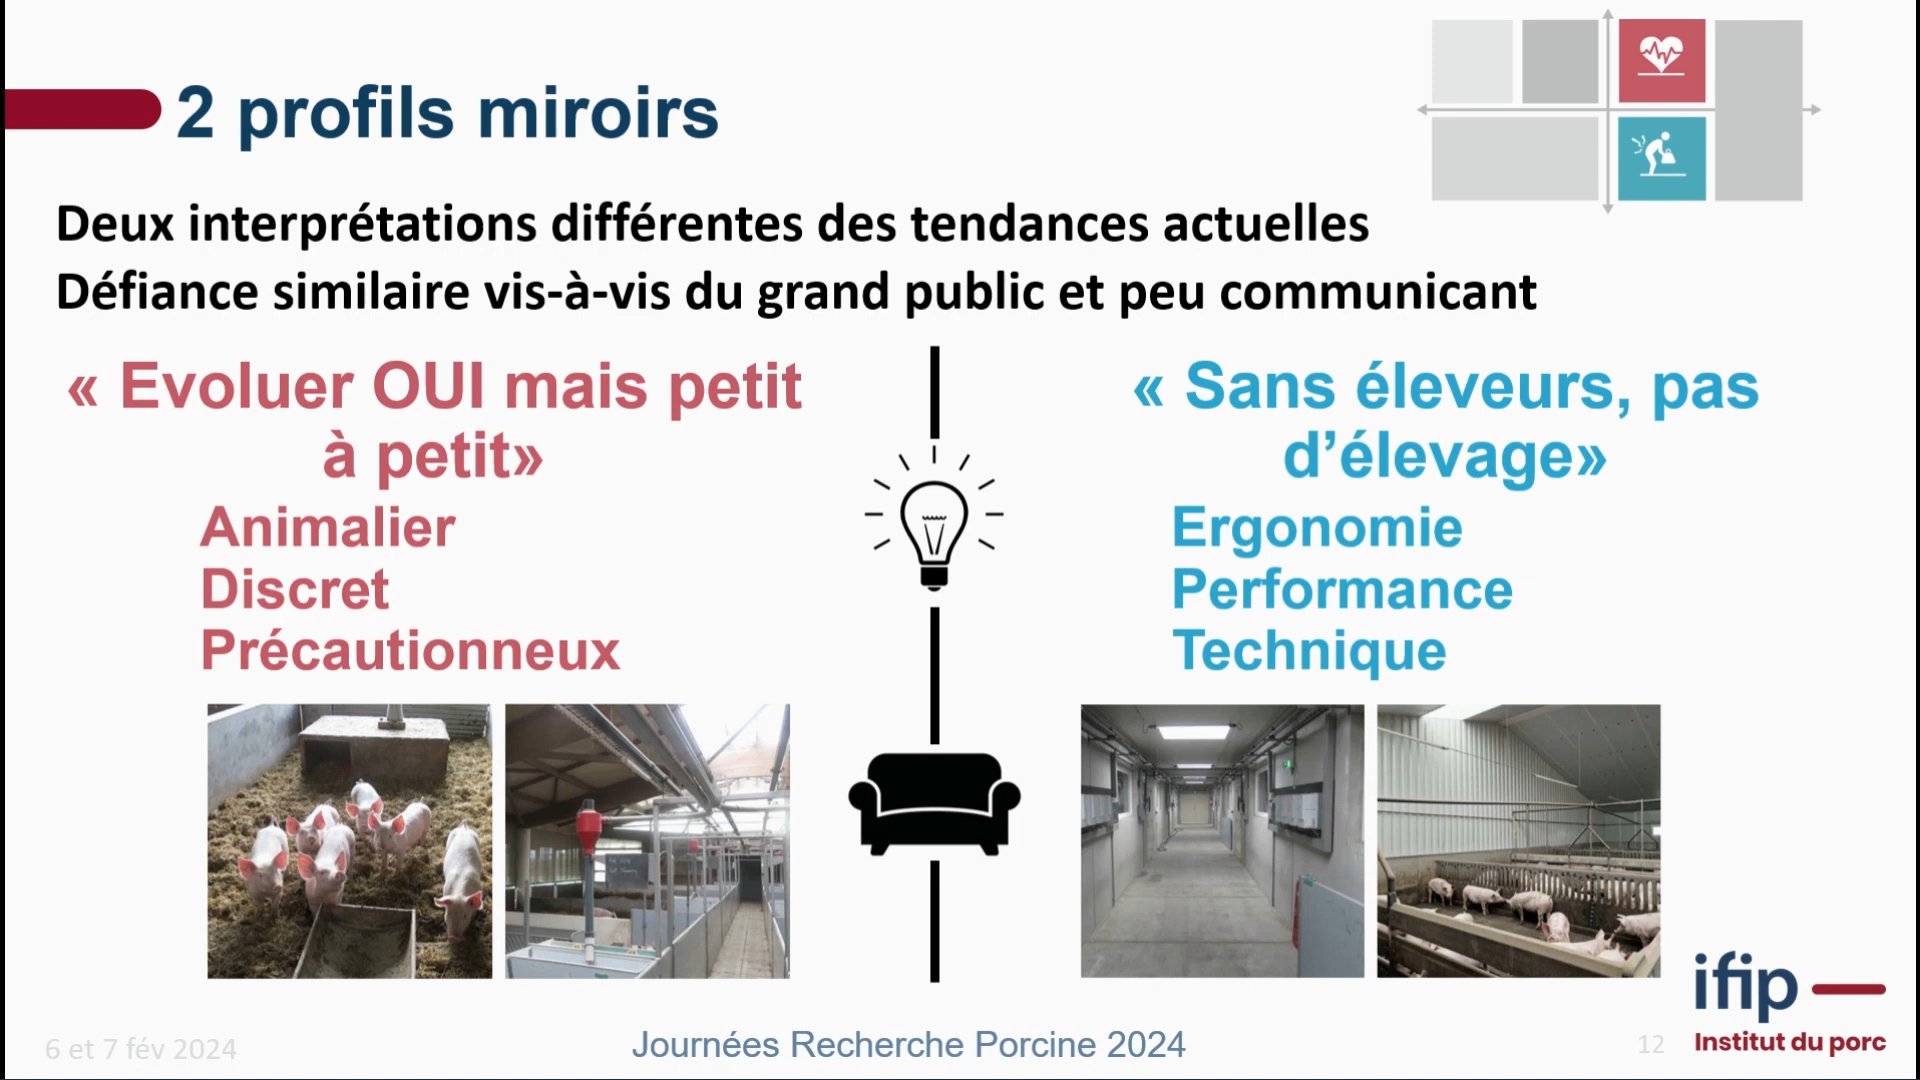 2 profils miroirs
Deux interprétations différentes des tendances actuelles
Défiance similaire vis-à-vis du grand public et peu communicant
« Evoluer OUI mais petit
à petit»
Animalier
Discret
Précautionneux
« Sans éleveurs, pas
d’élevage»
Ergonomie
Performance
Technique
6 et 7 fév 2024
Journées Recherche Porcine 2024
12
ifip
Institut du porc